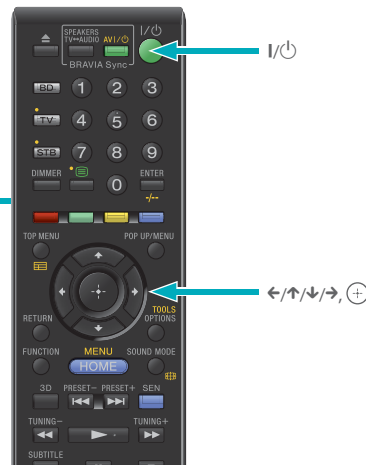 SPEAKERS
TV↔AUDIO AV I/⏻ I/⏻
BRAVIA Sync
BD 1 2 3
TV 4 5 6
STB 7 8 9
DIMMER 0 ENTER
-/--
TOP MENU POP UP/MENU
TOOLS
RETURN OPTIONS
FUNCTION MENU SOUND MODE
HOME
3D PRESET– PRESET+ SEN
TUNING– TUNING+
SUBTITLE
I/⏻
←/↑/↓/→,